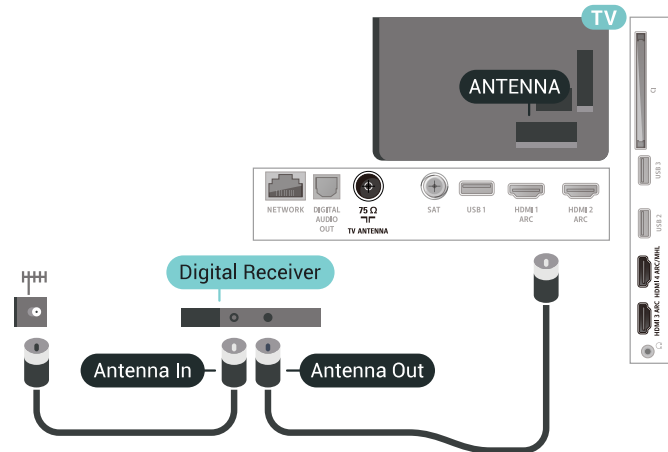 TV
ANTENNA
CI
USB 3
USB 2
HDMI 4 ARC/MHL
HDMI 3 ARC
NETWORK
DIGITAL
AUDIO
OUT
75 Ω
TV ANTENNA
SAT
USB 1
HDMI 1
ARC
HDMI 2
ARC
Digital Receiver
Antenna In
Antenna Out